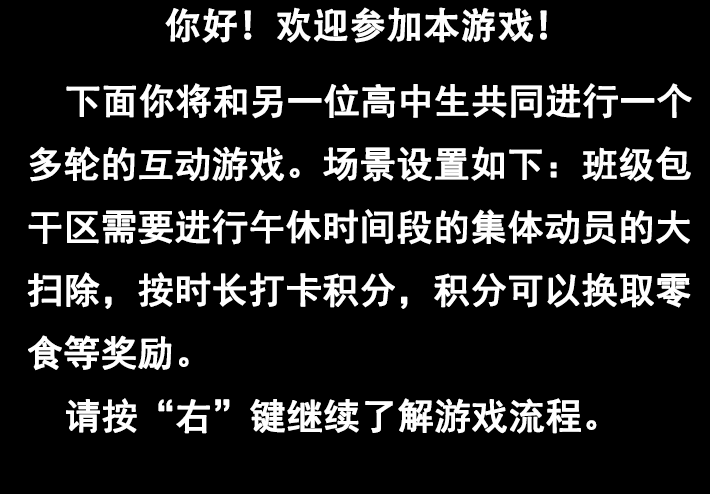 你好！欢迎参加本游戏！
下面你将和另一位高中生共同进行一个
多轮的互动游戏。场景设置如下：班级包
干区需要进行午休时间段的集体动员的大
扫除，按时长打卡积分，积分可以换取零
食等奖励。
请按“右”键继续了解游戏流程。